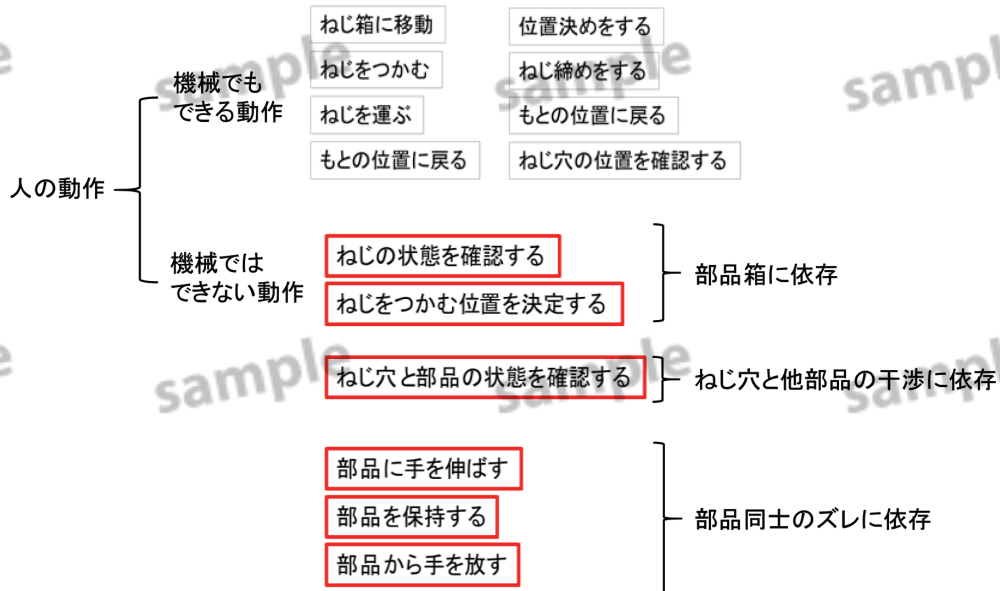 ねじ箱に移動
位置決めをする
ねじをつかむ
ねじ締めをする
機械でも
できる動作
ねじを運ぶ
もとの位置に戻る
もとの位置に戻る
ねじ穴の位置を確認する
人の動作
機械では
できない動作
ねじの状態を確認する
ねじをつかむ位置を決定する
部品箱に依存
ねじ穴と部品の状態を確認する
ねじ穴と他部品の干渉に依存
部品に手を伸ばす
部品を保持する
部品から手を放す
部品同士のズレに依存
sample
sample
sample
sample
sample
sample